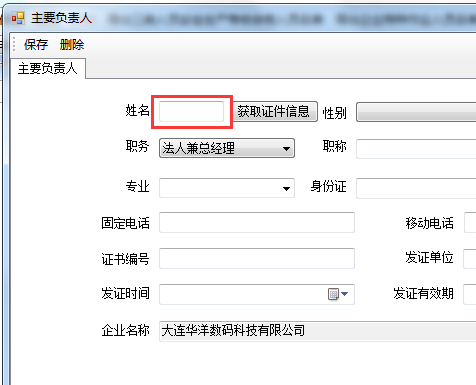 主要负责人
保存 删除
主要负责人
姓名 获取证件信息 性别
职务 法人兼总经理 职称
专业 身份证
固定电话 移动电话
证书编号 发证单位
发证时间 发证有效期
企业名称 大连华洋数码科技有限公司